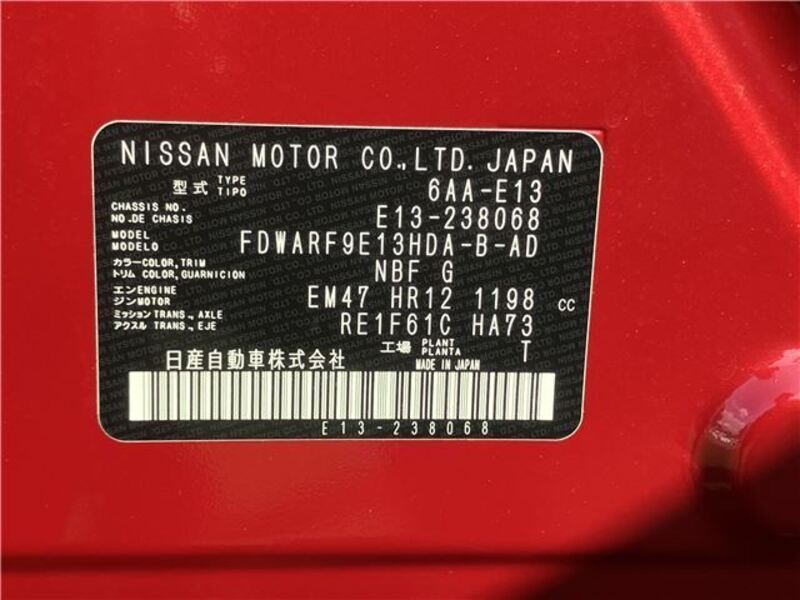 NISSAN MOTOR CO.,LTD. JAPAN
型式 TYPE TIPO 6AA-E13
CHASSIS NO. NO.DE CHASIS E13-238068
MODEL MODELO FDWARF9E13HDA-B-AD
カラー COLOR,TRIM トリム COLOR,GUARNICION NBF G
エンジン ENGINE MOTOR EM47 HR12 1198 CC
ミッション TRANS., AXLE アクスル TRANS., EJE RE1F61C HA73
工場 PLANT PLANTA T
日産自動車株式会社 MADE IN JAPAN
E13-238068